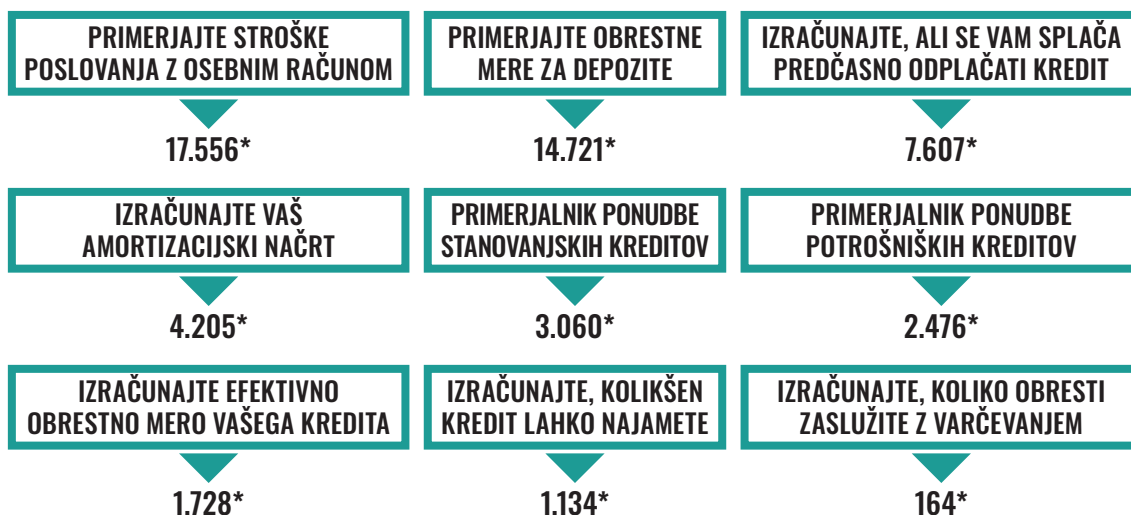 PRIMERJAJTE STROŠKE
POSLOVANJA Z OSEBNIM RAČUNOM
17.556*
PRIMERJAJTE OBRESTNE
MERE ZA DEPOZITE
14.721*
IZRAČUNAJTE, ALI SE VAM SPLAČA
PREDČASNO ODPLAČATI KREDIT
7.607*
IZRAČUNAJTE VAŠ
AMORTIZACIJSKI NAČRT
4.205*
PRIMERJALNIK PONUDBE
STANOVANJSKIH KREDITOV
3.060*
PRIMERJALNIK PONUDBE
POTROŠNIŠKIH KREDITOV
2.476*
IZRAČUNAJTE EFEKTIVNO
OBRESTNO MERO VAŠEGA KREDITA
1.728*
IZRAČUNAJTE, KOLIKŠEN
KREDIT LAHKO NAJAMETE
1.134*
IZRAČUNAJTE, KOLIKO OBRESTI
ZASLUŽITE Z VARČEVANJEM
164*